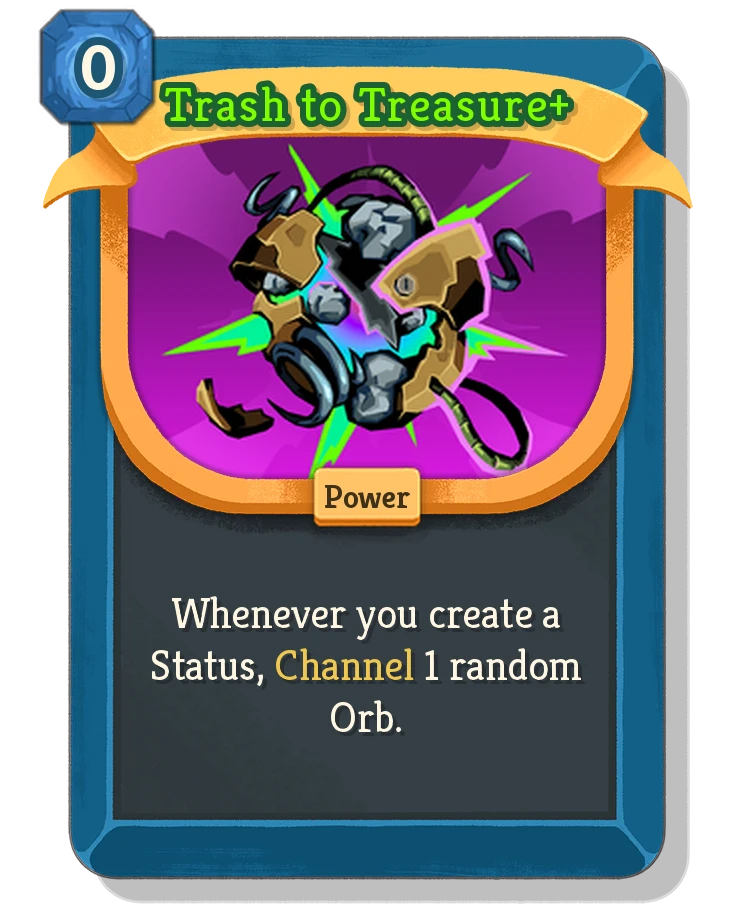 0
Trash to Treasure+
Power
Whenever you create a
Status, Channel 1 random
Orb.